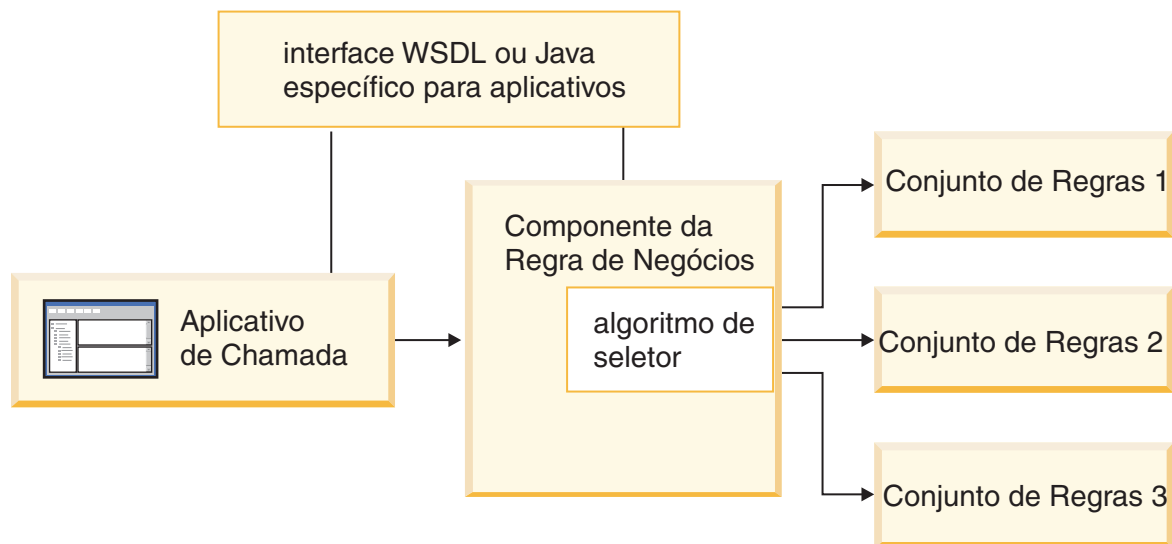 interface WSDL ou Java
específico para aplicativos
Aplicativo
de Chamada
Componente da
Regra de Negócios
algoritmo de
seletor
Conjunto de Regras 1
Conjunto de Regras 2
Conjunto de Regras 3